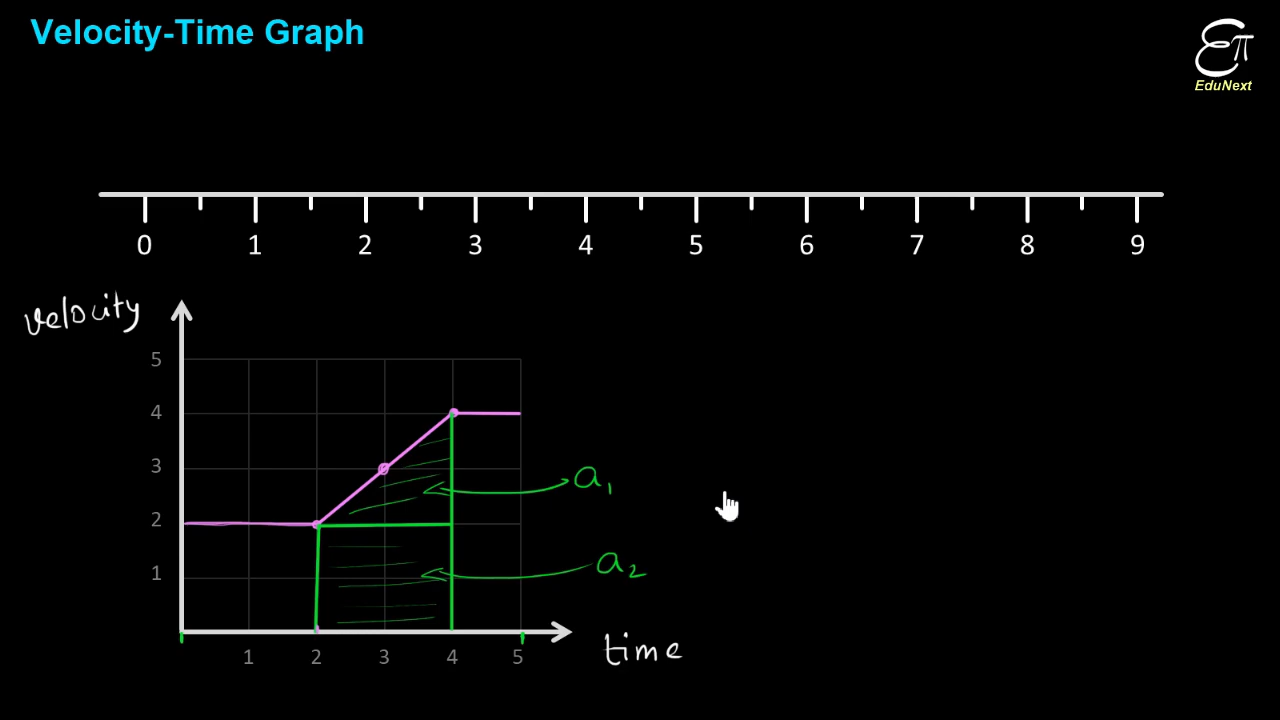 Velocity-Time Graph
επ
EduNext
0 1 2 3 4 5 6 7 8 9
velocity
5
4
3
2
1
a₁
a₂
1 2 3 4 5
time